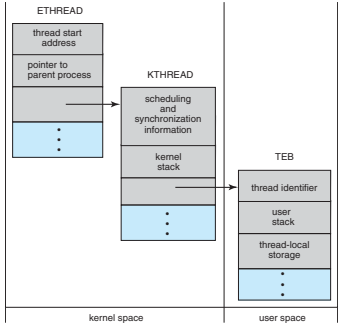 ETHREAD
thread start
address
pointer to
parent process
KTHREAD
scheduling
and
synchronization
information
kernel
stack
TEB
thread identifier
user
stack
thread-local
storage
kernel space
user space